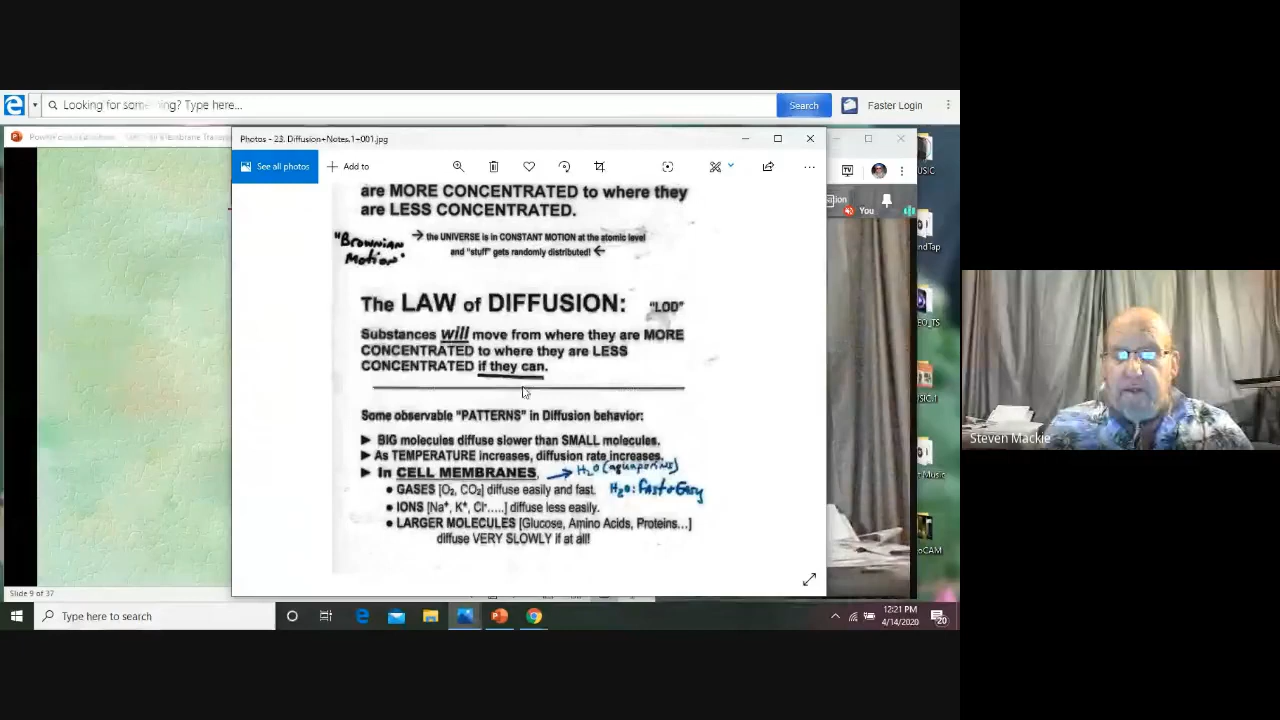 Looking for som   ing? Type here...
Search
Faster Login
Photos - 23. Diffusion+Notes.1+001.jpg
See all photos
Add to
are MORE CONCENTRATED to where they
are LESS CONCENTRATED.
"Brownian
Motion"
→ the UNIVERSE is in CONSTANT MOTION at the atomic level
and "stuff" gets randomly distributed! ←
The LAW of DIFFUSION: "LOD"
Substances will move from where they are MORE
CONCENTRATED to where they are LESS
CONCENTRATED if they can.
Some observable "PATTERNS" in Diffusion behavior:
► BIG molecules diffuse slower than SMALL molecules.
► As TEMPERATURE increases, diffusion rate increases.
► In CELL MEMBRANES, → H₂O (aquaporins)
• GASES [O₂, CO₂] diffuse easily and fast. H₂O: Fast + Easy
• IONS [Na⁺, K⁺, Cl⁻.....] diffuse less easily.
• LARGER MOLECULES [Glucose, Amino Acids, Proteins...]
diffuse VERY SLOWLY if at all!
TV
You
Steven Mackie
Slide 9 of 37
Type here to search
12:21 PM
4/14/2020
20